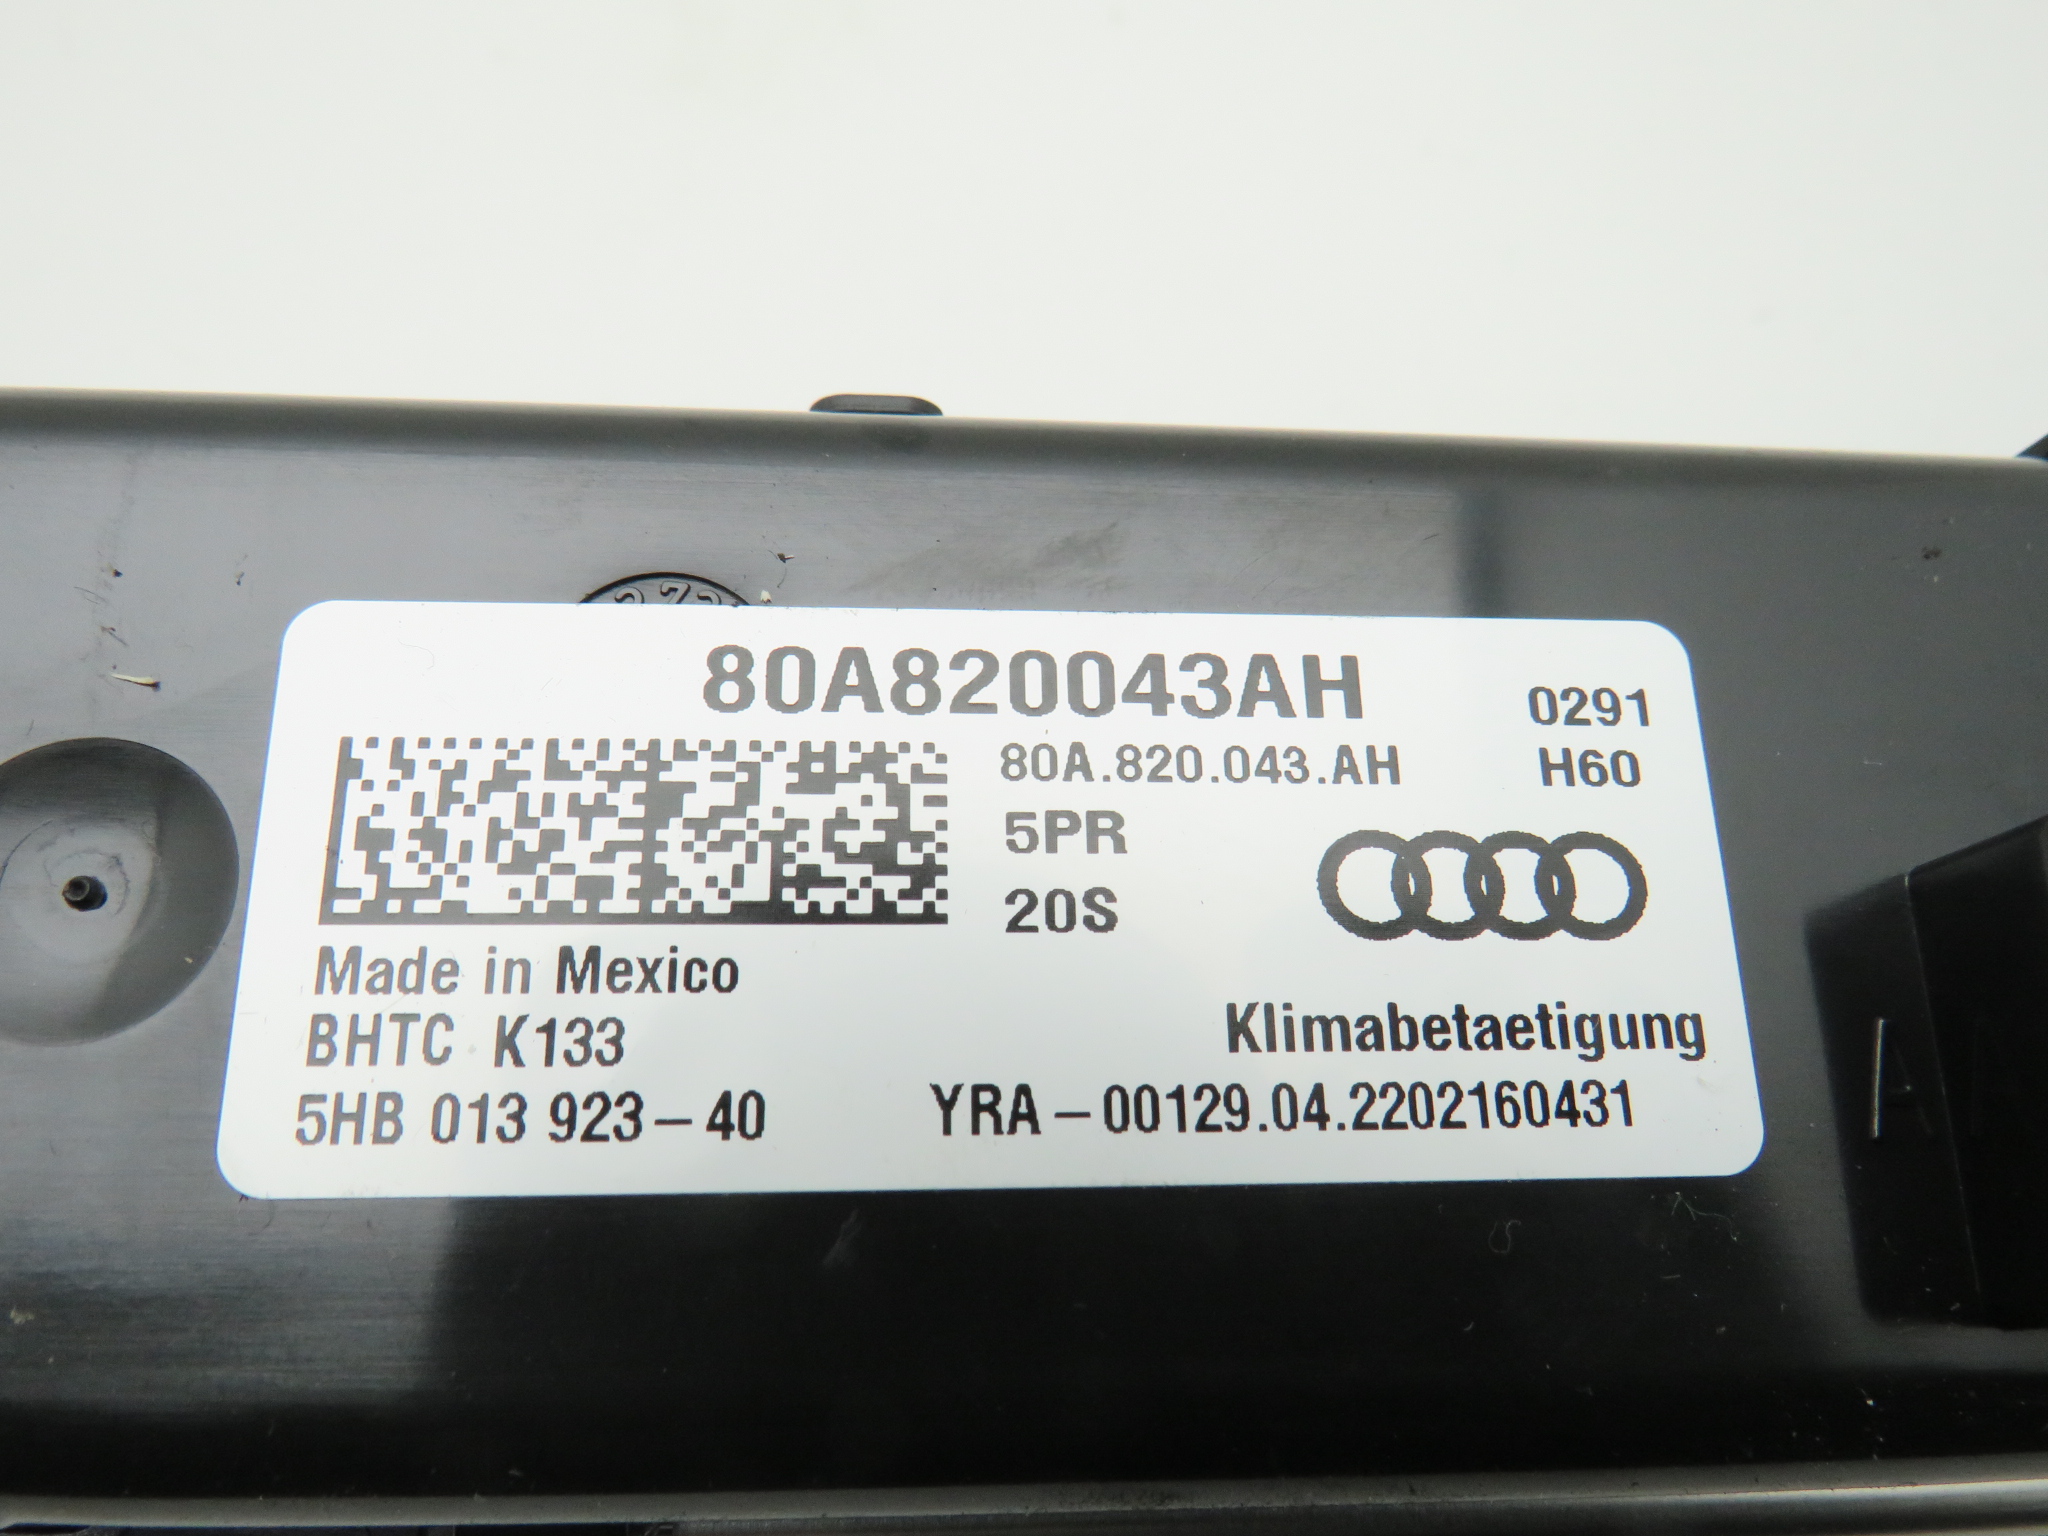 80A820043AH
0291
80A.820.043.AH
H60
5PR
20S
Made in Mexico
BHTC K133
Klimabetaetigung
5HB 013 923-40
YRA-00129.04.2202160431